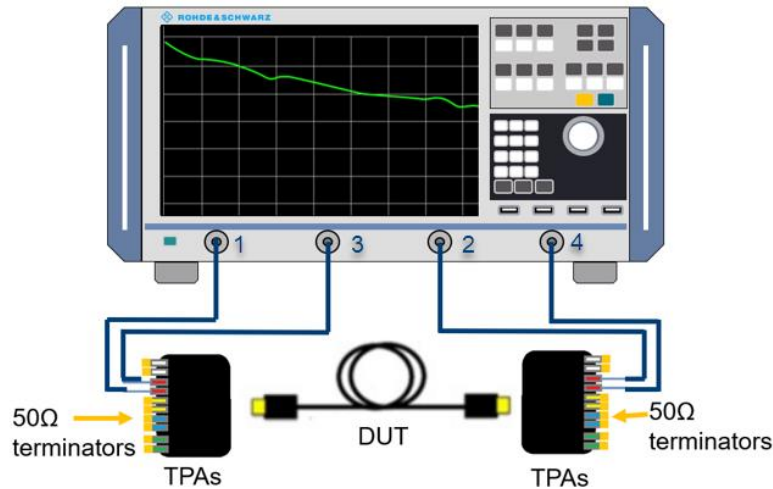 ROHDE&SCHWARZ
1
3
2
4
50Ω
terminators
TPAs
DUT
50Ω
terminators
TPAs